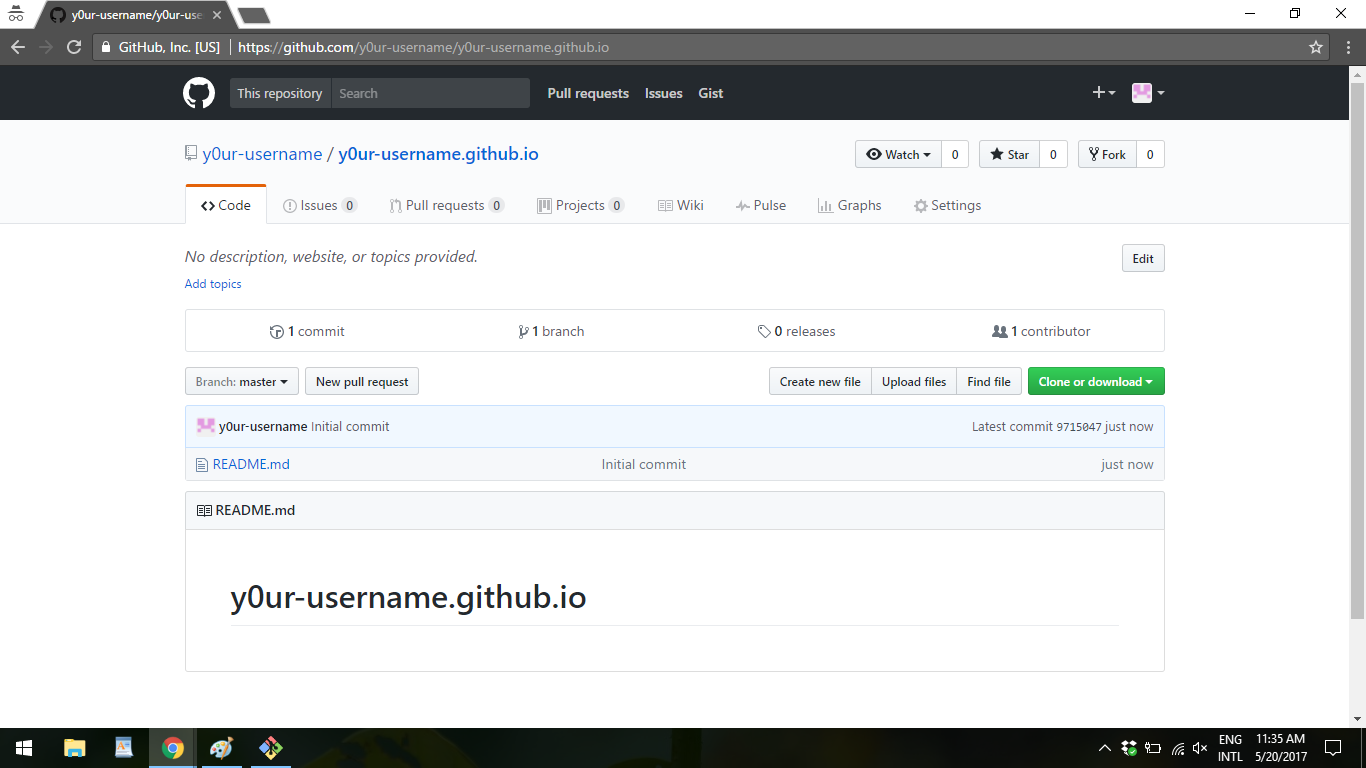 y0ur-username/y0ur-use
GitHub, Inc. [US] https://github.com/y0ur-username/y0ur-username.github.io
This repository Search Pull requests Issues Gist
y0ur-username / y0ur-username.github.io Watch 0 Star 0 Fork 0
Code Issues 0 Pull requests 0 Projects 0 Wiki Pulse Graphs Settings
No description, website, or topics provided. Edit
Add topics
1 commit 1 branch 0 releases 1 contributor
Branch: master New pull request Create new file Upload files Find file Clone or download
y0ur-username Initial commit Latest commit 9715047 just now
README.md Initial commit just now
README.md
y0ur-username.github.io
ENG 11:35 AM
INTL 5/20/2017